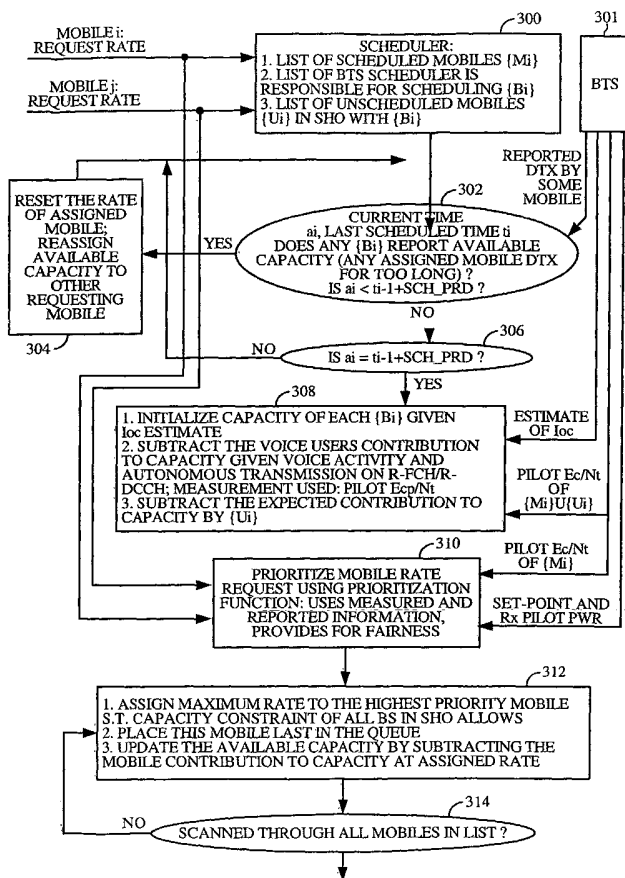 MOBILE i:
REQUEST RATE
MOBILE j:
REQUEST RATE
300
SCHEDULER:
1. LIST OF SCHEDULED MOBILES {Mi}
2. LIST OF BTS SCHEDULER IS
RESPONSIBLE FOR SCHEDULING {Bi}
3. LIST OF UNSCHEDULED MOBILES
{Ui} IN SHO WITH {Bi}
301
BTS
REPORTED
DTX BY
SOME
MOBILE
302
CURRENT TIME
ai, LAST SCHEDULED TIME ti
DOES ANY {Bi} REPORT AVAILABLE
CAPACITY (ANY ASSIGNED MOBILE DTX
FOR TOO LONG) ?
IS ai < ti-1+SCH_PRD ?
YES
RESET THE RATE
OF ASSIGNED
MOBILE;
REASSIGN
AVAILABLE
CAPACITY TO
OTHER
REQUESTING
MOBILE
304
NO
306
IS ai = ti-1+SCH_PRD ?
NO
YES
308
1. INITIALIZE CAPACITY OF EACH {Bi} GIVEN
Ioc ESTIMATE
2. SUBTRACT THE VOICE USERS CONTRIBUTION
TO CAPACITY GIVEN VOICE ACTIVITY AND
AUTONOMOUS TRANSMISSION ON R-FCH/R-
DCCH; MEASUREMENT USED: PILOT Ecp/Nt
3. SUBTRACT THE EXPECTED CONTRIBUTION TO
CAPACITY BY {Ui}
ESTIMATE
OF Ioc
PILOT Ec/Nt
OF
{Mi}U{Ui}
310
PRIORITIZE MOBILE RATE
REQUEST USING PRIORITIZATION
FUNCTION: USES MEASURED AND
REPORTED INFORMATION,
PROVIDES FOR FAIRNESS
PILOT Ec/Nt
OF {Mi}
SET-POINT AND
Rx PILOT PWR
312
1. ASSIGN MAXIMUM RATE TO THE HIGHEST PRIORITY MOBILE
S.T. CAPACITY CONSTRAINT OF ALL BS IN SHO ALLOWS
2. PLACE THIS MOBILE LAST IN THE QUEUE
3. UPDATE THE AVAILABLE CAPACITY BY SUBTRACTING THE
MOBILE CONTRIBUTION TO CAPACITY AT ASSIGNED RATE
314
NO
SCANNED THROUGH ALL MOBILES IN LIST ?